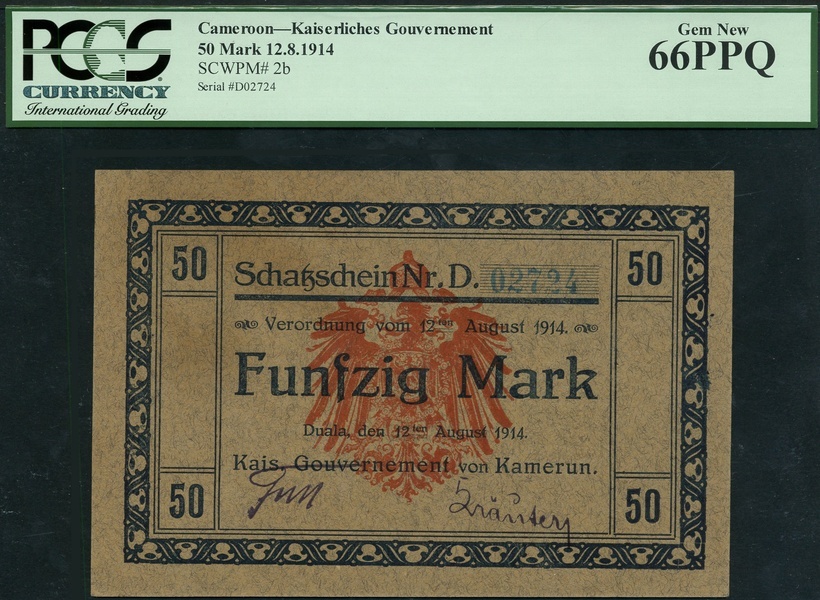 PCGS
CURRENCY
International Grading
Cameroon—Kaiserliches Gouvernement
50 Mark 12.8.1914
SCWPM# 2b
Serial #D02724
Gem New
66PPQ
50
50
Schatzschein Nr. D. 02724
Verordnung vom 12ten August 1914.
Funfzig Mark
Duala, den 12ten August 1914.
Kais. Gouvernement von Kamerun.
50
50